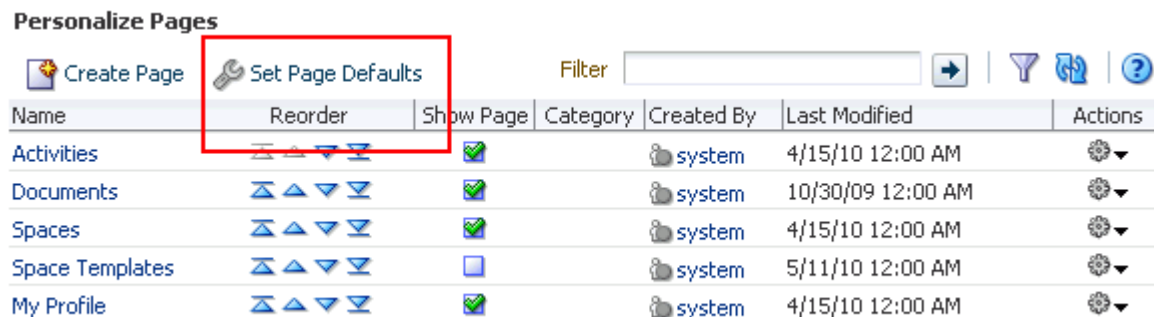 Personalize Pages
Create Page Set Page Defaults Filter
Name Reorder Show Page Category Created By Last Modified Actions
Activities system 4/15/10 12:00 AM
Documents system 10/30/09 12:00 AM
Spaces system 4/15/10 12:00 AM
Space Templates system 5/11/10 12:00 AM
My Profile system 4/15/10 12:00 AM